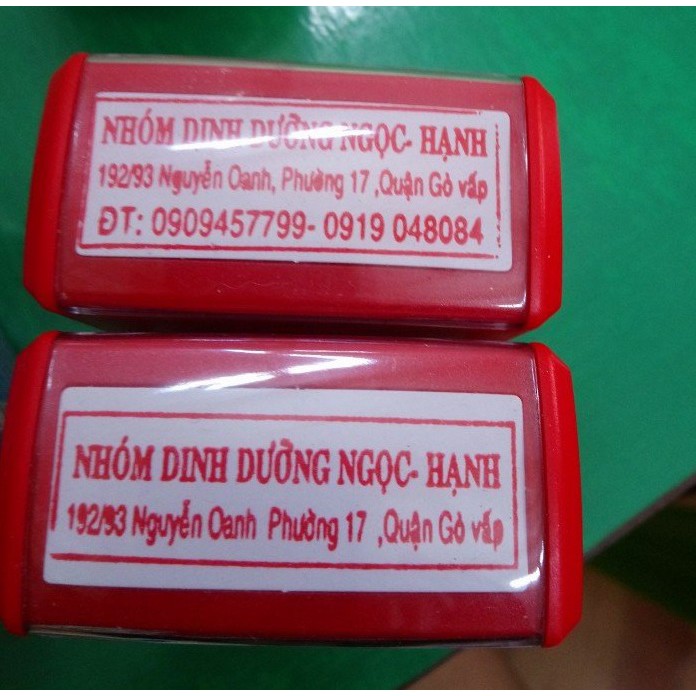 NHÓM DINH DƯỠNG NGỌC- HẠNH
192/93 Nguyễn Oanh, Phường 17 ,Quận Gò vấp
ĐT: 0909457799- 0919 048084
NHÓM DINH DƯỠNG NGỌC- HẠNH
192/93 Nguyễn Oanh Phường 17 ,Quận Gò vấp